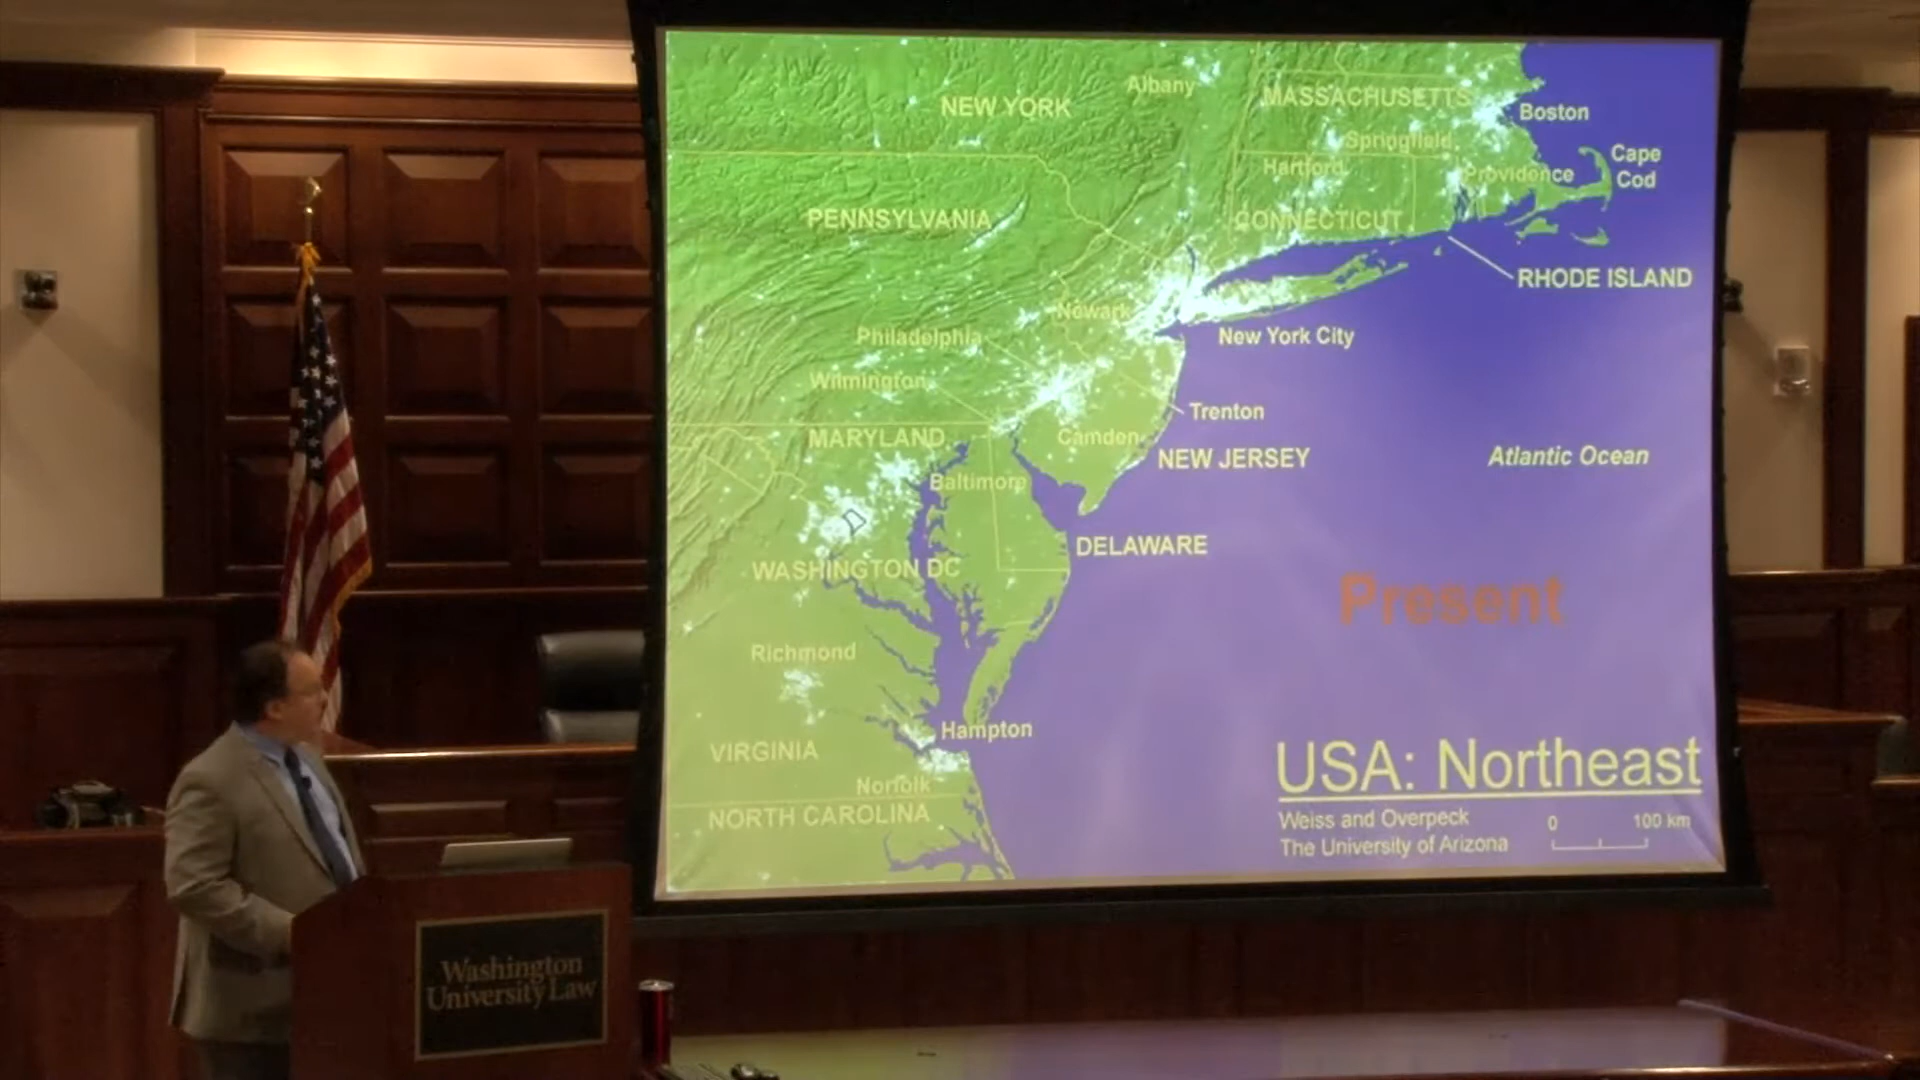 Albany
NEW YORK
MASSACHUSETTS
Boston
Springfield
Cape
Cod
Hartford
Providence
PENNSYLVANIA
CONNECTICUT
RHODE ISLAND
Newark
Philadelphia
New York City
Wilmington
Trenton
MARYLAND
Camden
NEW JERSEY
Atlantic Ocean
Baltimore
DELAWARE
WASHINGTON DC
Present
Richmond
Hampton
VIRGINIA
USA: Northeast
Norfolk
NORTH CAROLINA
Weiss and Overpeck
The University of Arizona
0 100 km
Washington
University Law